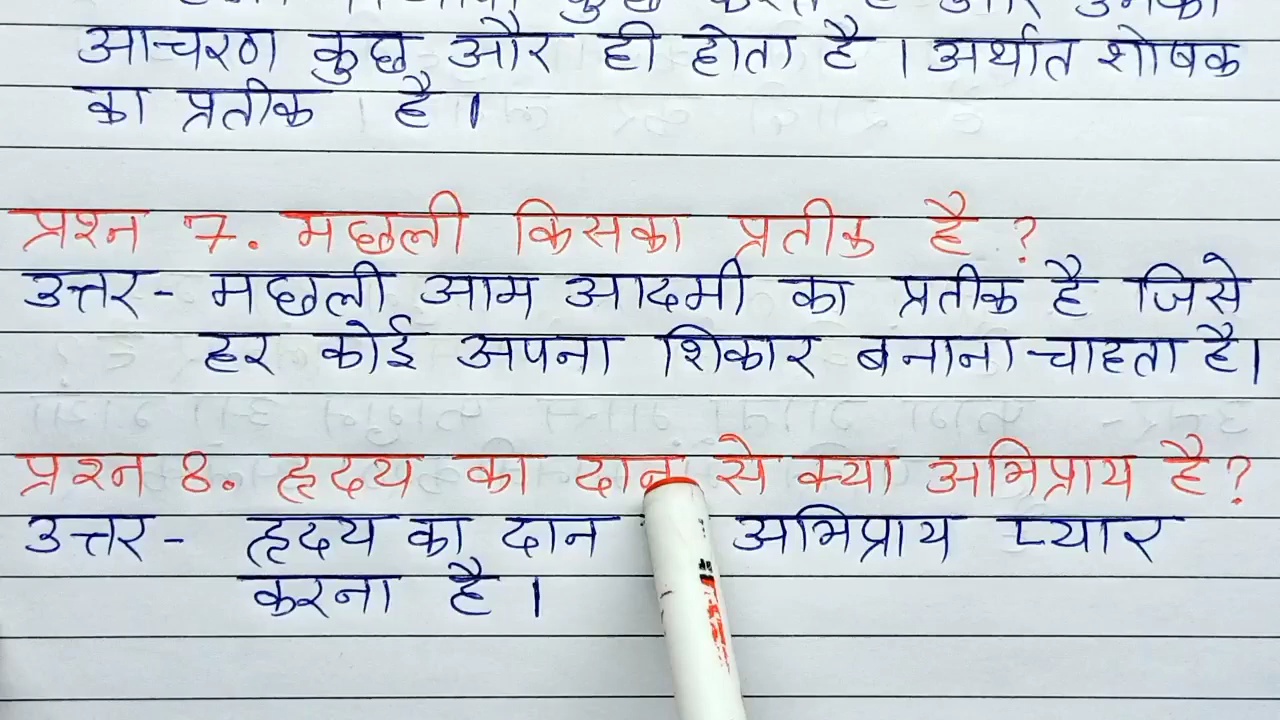 आचरण कुछ और ही होता है । अर्थात शोषक
का प्रतीक है ।
प्रश्न 7. मछली किसका प्रतीक है ?
उत्तर - मछली आम आदमी का प्रतीक है जिसे
हर कोई अपना शिकार बनाना चाहता है।
प्रश्न 8. हृदय का दान से क्या अभिप्राय है ?
उत्तर - हृदय का दान अभिप्राय प्यार
करना है ।